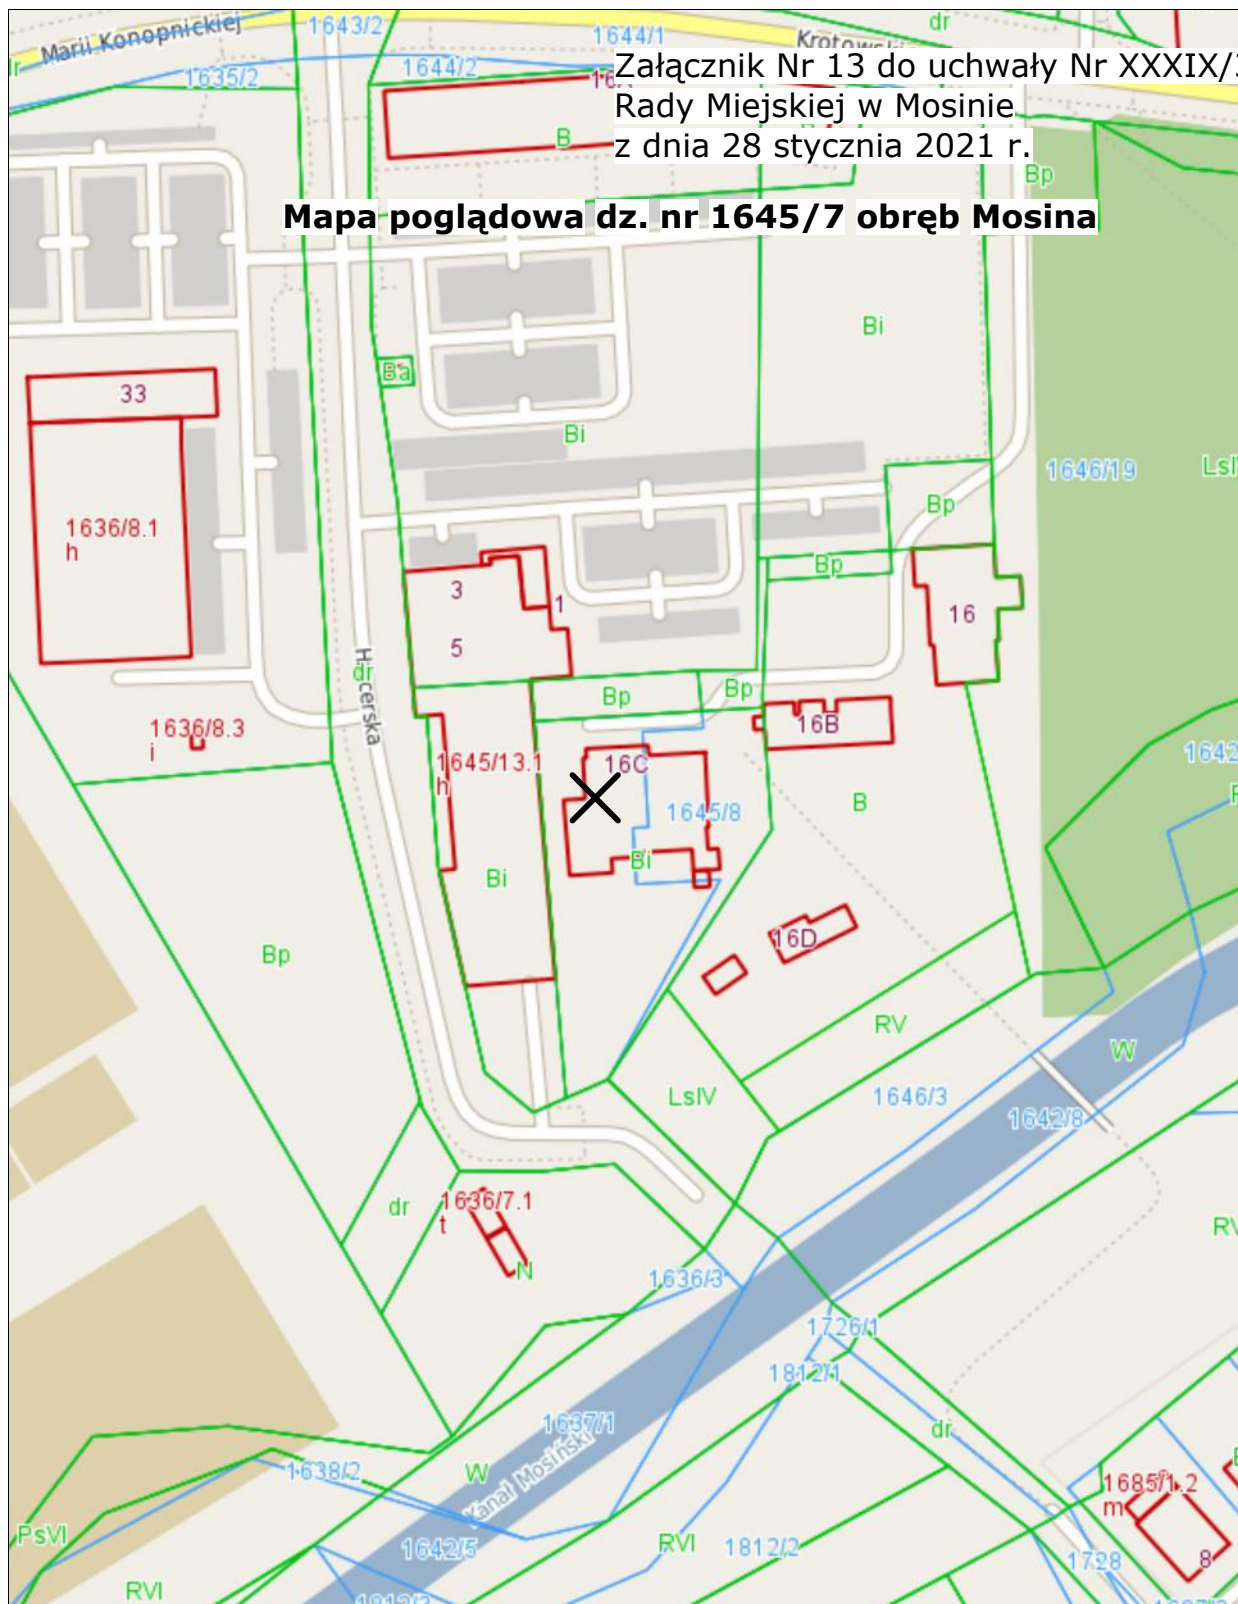 Marii Konopnickiej
1643/2
1644/1
dr
1635/2
1644/2
Załącznik Nr 13 do uchwały Nr XXXIX/
Rady Miejskiej w Mosinie
z dnia 28 stycznia 2021 r.
B
Bp
Mapa poglądowa dz. nr 1645/7 obręb Mosina
Bi
Ba
33
Bi
1646/19
Bp
1636/8.1
h
Bp
3
1
16
5
dr
Bp
Bp
1636/8.3
i
16B
1642
1645/13.1
h
16C
B
1645/8
Bi
Bi
16D
Bp
RV
W
LsIV
1646/3
1642/8
dr
1636/7.1
t
N
1636/3
1726/1
1812/1
1637/1
Kanał Mosiński
dr
1638/2
W
1685/1.2
m
PsVI
1642/5
RVI
1812/2
1728
8
RVI